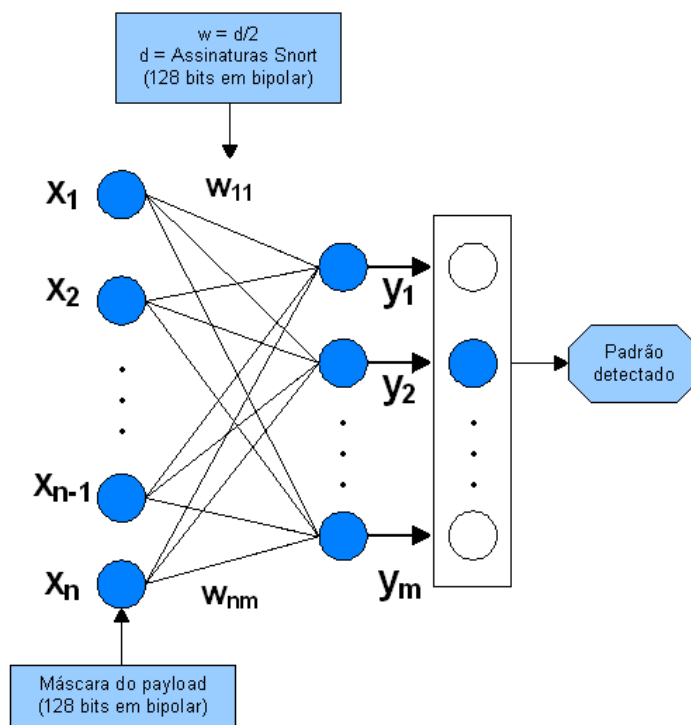 w = d/2
d = Assinaturas Snort
(128 bits em bipolar)
x1
w11
x2
y1
y2
Padrão
detectado
xn-1
xn
wnm
ym
Máscara do payload
(128 bits em bipolar)